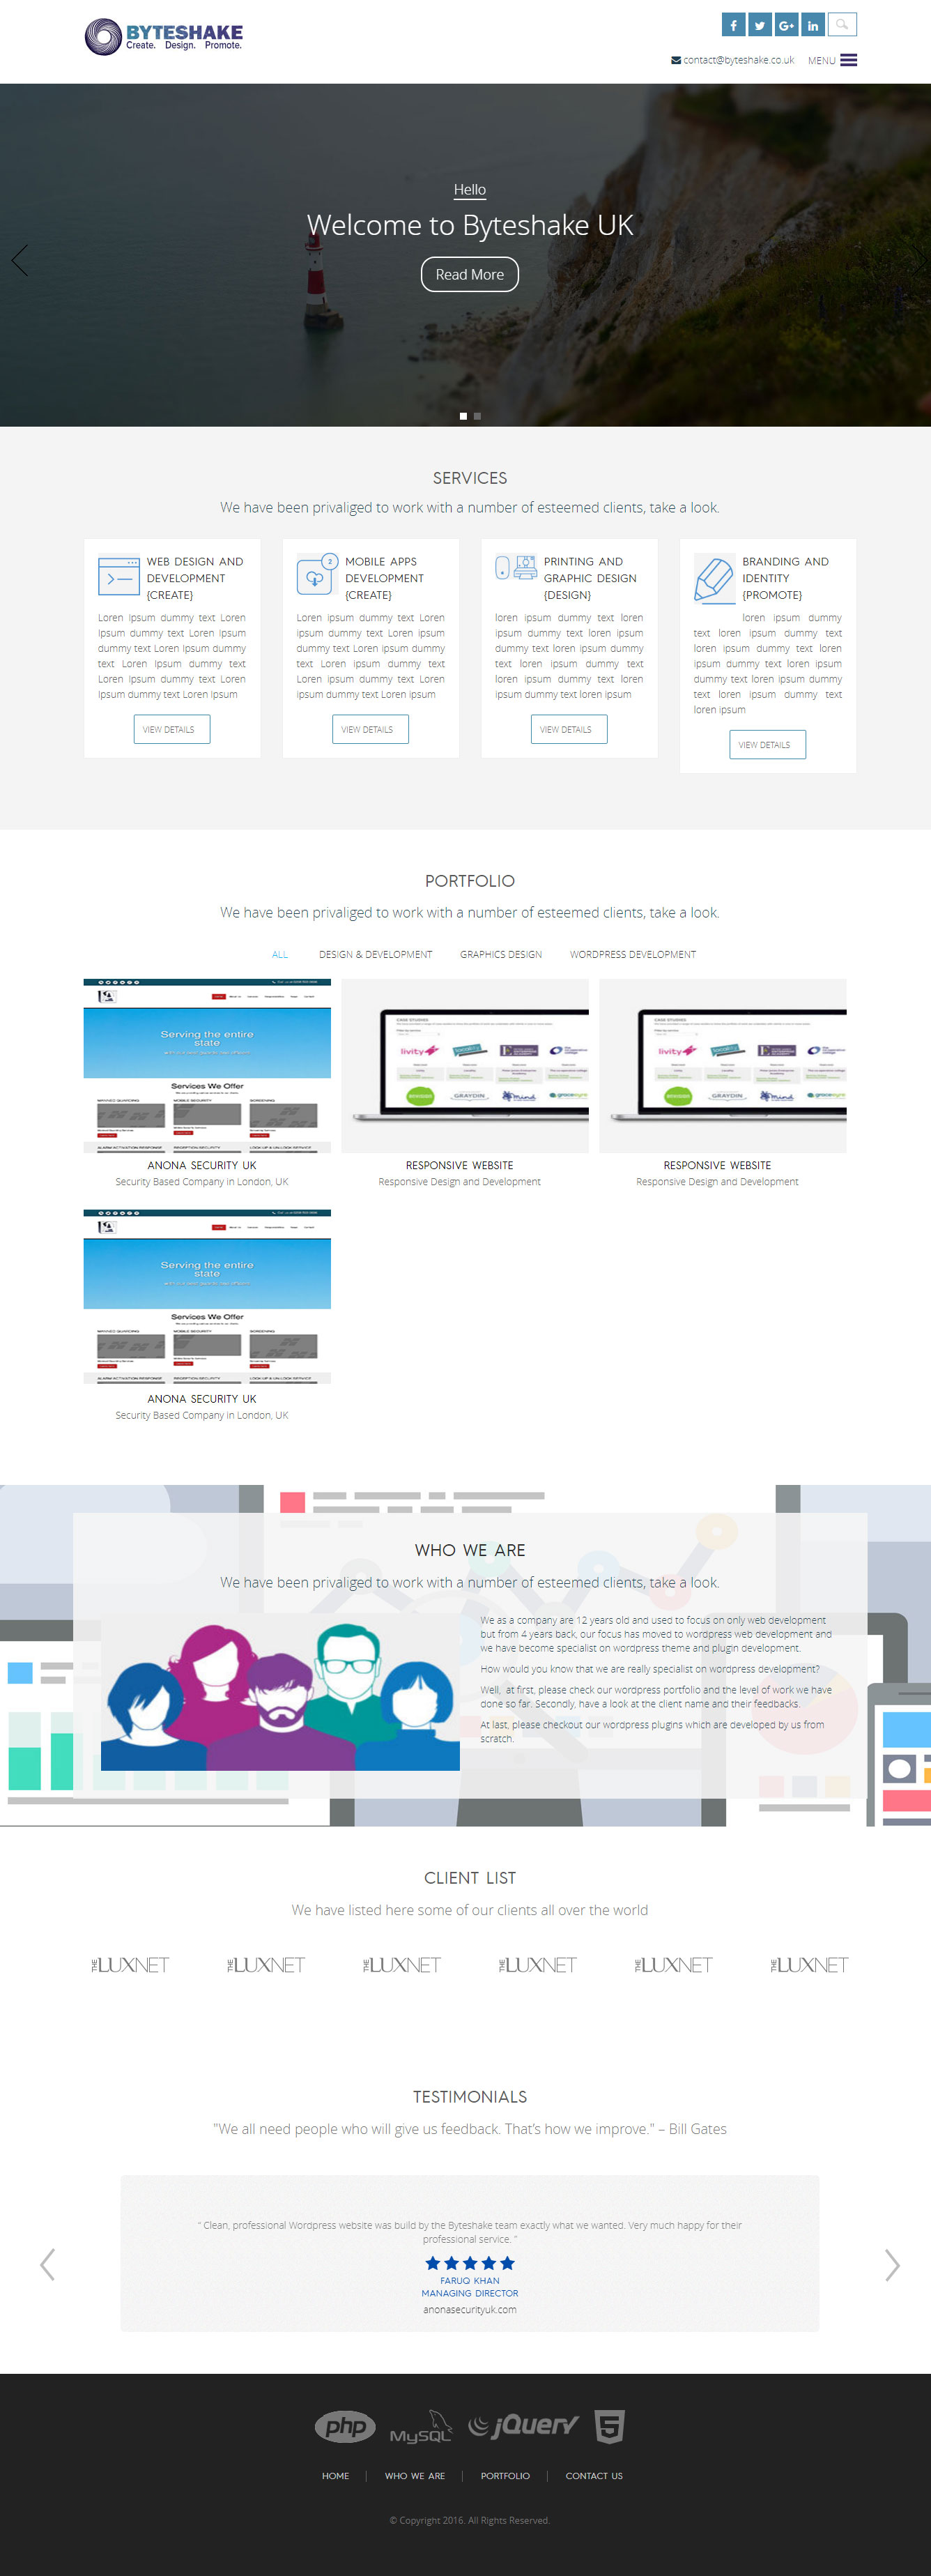 BYTESHAKE
Create. Design. Promote.
contact@byteshake.co.uk
MENU
Hello
Welcome to Byteshake UK
Read More
SERVICES
We have been privaliged to work with a number of esteemed clients, take a look.
WEB DESIGN AND
DEVELOPMENT
{CREATE}
Loren Ipsum dummy text Loren
Ipsum dummy text Loren Ipsum
dummy text Loren Ipsum dummy
text Loren Ipsum dummy text
Loren Ipsum dummy text Loren
Ipsum dummy text Loren Ipsum
VIEW DETAILS
2
MOBILE APPS
DEVELOPMENT
{CREATE}
Loren ipsum dummy text Loren
ipsum dummy text Loren ipsum
dummy text Loren ipsum dummy
text Loren ipsum dummy text
Loren ipsum dummy text Loren
ipsum dummy text Loren ipsum
VIEW DETAILS
PRINTING AND
GRAPHIC DESIGN
{DESIGN}
loren ipsum dummy text loren
ipsum dummy text loren ipsum
dummy text loren ipsum dummy
text loren ipsum dummy text
loren ipsum dummy text loren
ipsum dummy text loren ipsum
VIEW DETAILS
BRANDING AND
IDENTITY
{PROMOTE}
loren ipsum dummy
text loren ipsum dummy text
loren ipsum dummy text loren
ipsum dummy text loren ipsum
dummy text loren ipsum dummy
text loren ipsum dummy text
loren ipsum
VIEW DETAILS
PORTFOLIO
We have been privaliged to work with a number of esteemed clients, take a look.
ALL DESIGN & DEVELOPMENT GRAPHICS DESIGN WORDPRESS DEVELOPMENT
Serving the entire
state
Services We Offer
MOBILE SECURITY
SCREENING
ANONA SECURITY UK
Security Based Company in London, UK
CASE STUDIES
livity
GRAYDIN
mind
RESPONSIVE WEBSITE
Responsive Design and Development
CASE STUDIES
livity
GRAYDIN
mind
RESPONSIVE WEBSITE
Responsive Design and Development
Serving the entire
state
Services We Offer
MOBILE SECURITY
SCREENING
ANONA SECURITY UK
Security Based Company in London, UK
WHO WE ARE
We have been privaliged to work with a number of esteemed clients, take a look.
We as a company are 12 years old and used to focus on only web development
but from 4 years back, our focus has moved to wordpress web development and
we have become specialist on wordpress theme and plugin development.
How would you know that we are really specialist on wordpress development?
Well, at first, please check our wordpress portfolio and the level of work we have
done so far. Secondly, have a look at the client name and their feedbacks.
At last, please checkout our wordpress plugins which are developed by us from
scratch.
CLIENT LIST
We have listed here some of our clients all over the world
THE LUXNET THE LUXNET THE LUXNET THE LUXNET THE LUXNET THE LUXNET
TESTIMONIALS
"We all need people who will give us feedback. That's how we improve." – Bill Gates
" Clean, professional Wordpress website was build by the Byteshake team exactly what we wanted. Very much happy for their
professional service. "
FARUQ KHAN
MANAGING DIRECTOR
anonasecurityuk.com
php MySQL jQuery 5
HOME WHO WE ARE PORTFOLIO CONTACT US
© Copyright 2016. All Rights Reserved.